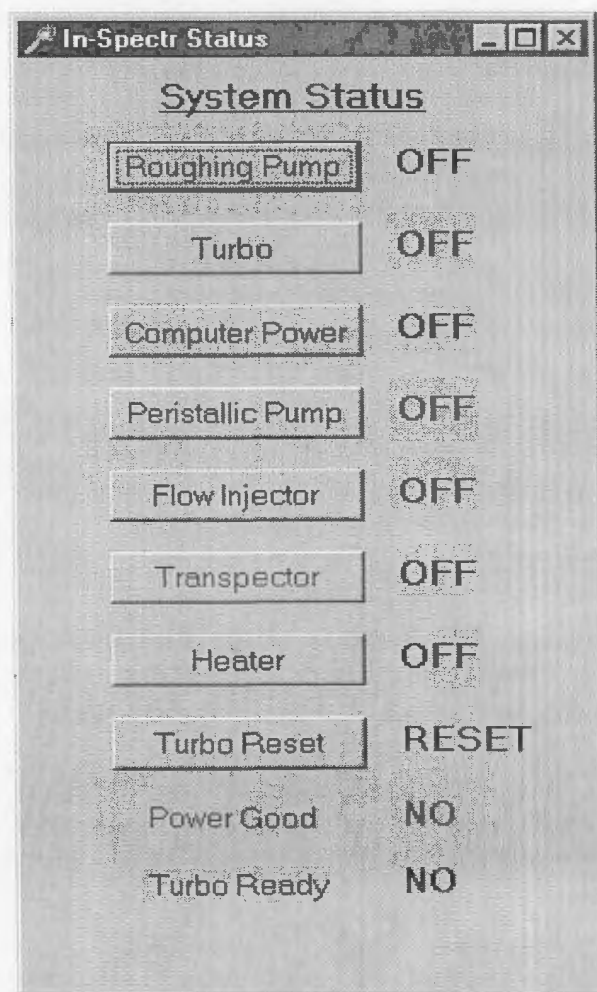 In-Spectr Status
System Status
Roughing Pump OFF
Turbo OFF
Computer Power OFF
Peristallic Pump OFF
Flow Injector OFF
Transpector OFF
Heater OFF
Turbo Reset RESET
Power Good NO
Turbo Ready NO